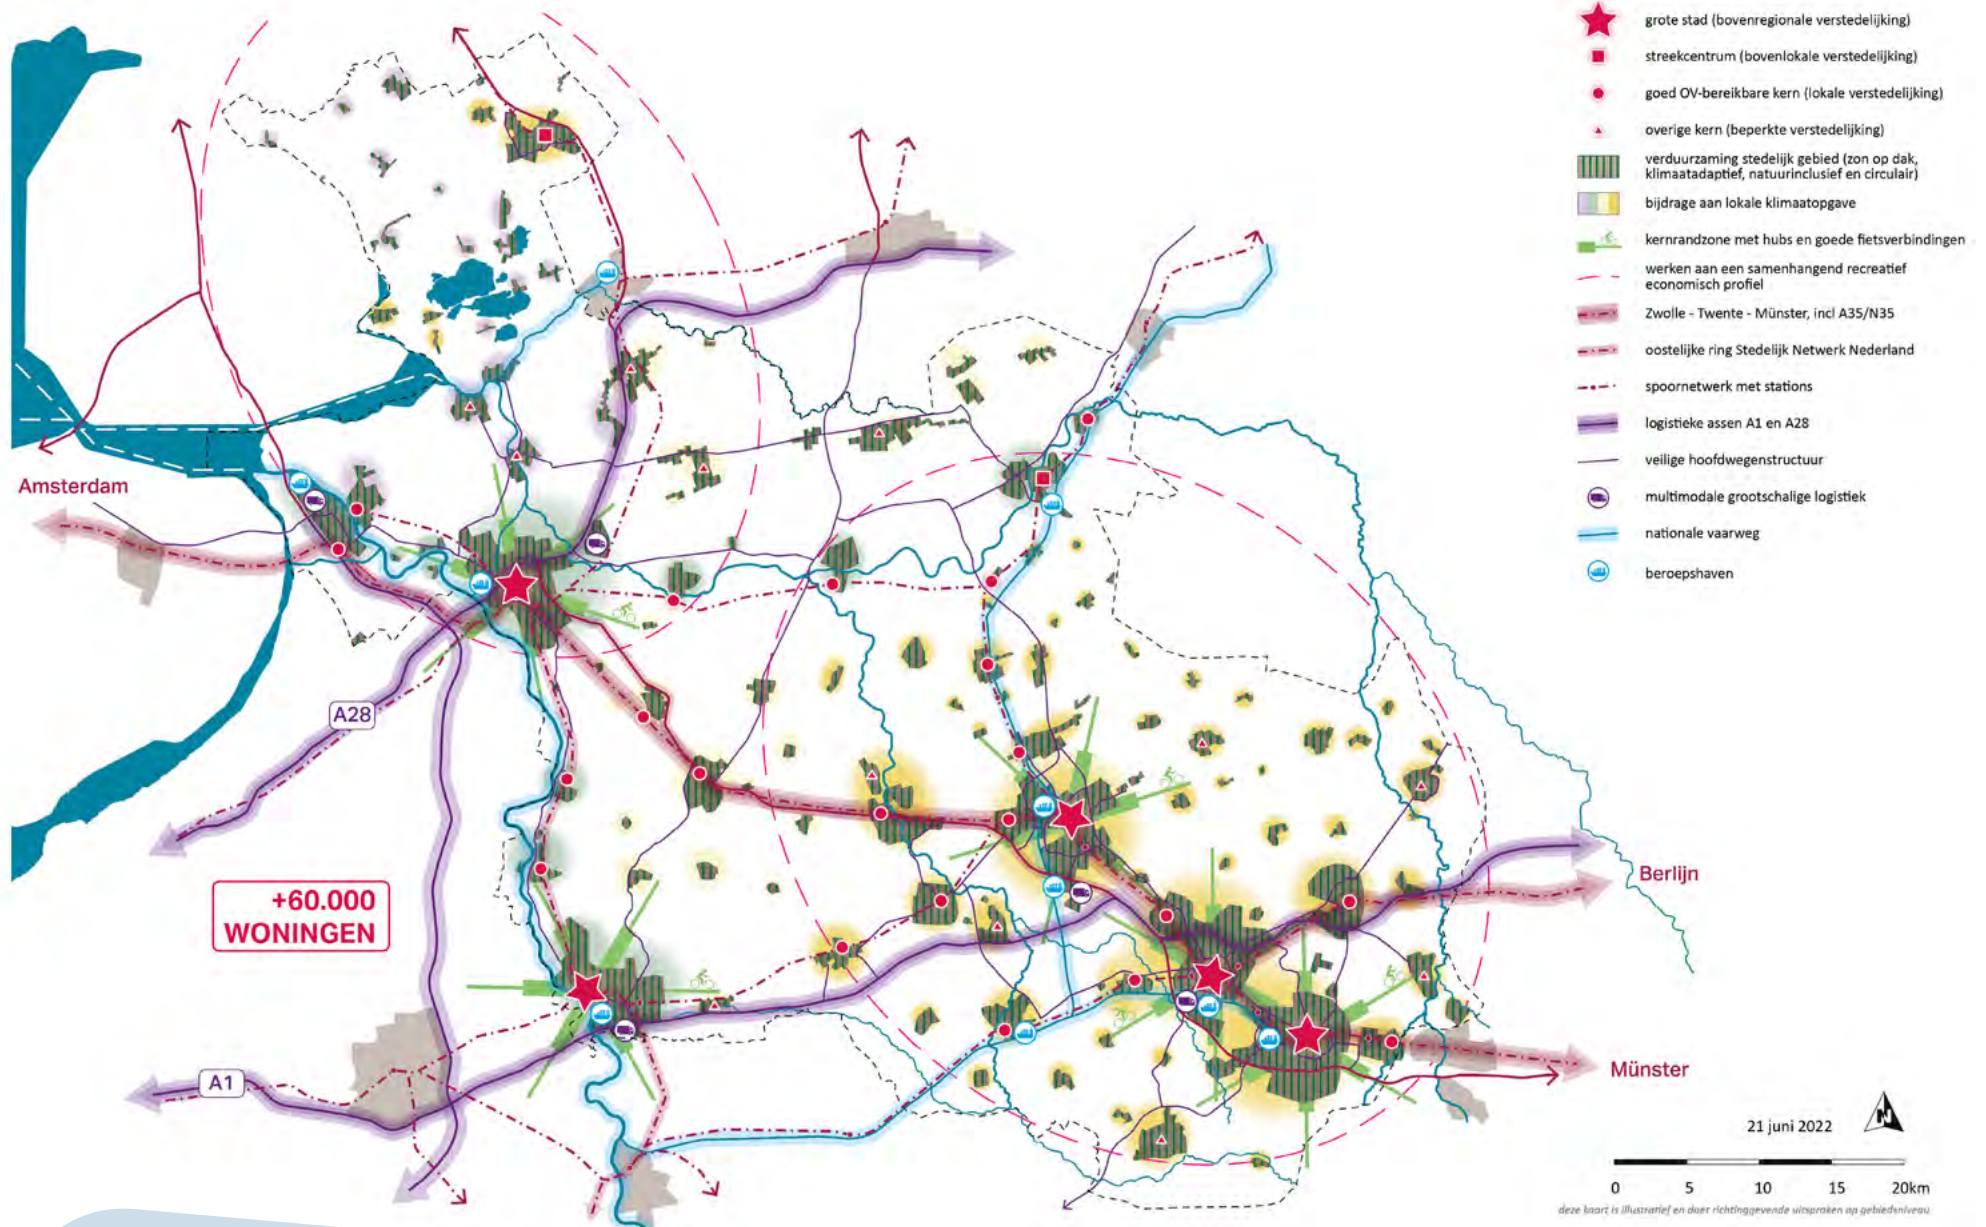 grote stad (bovenregionale verstedelijking)
streekcentrum (bovenlokale verstedelijking)
goed OV-bereikbare kern (lokale verstedelijking)
overige kern (beperkte verstedelijking)
verduurzaming stedelijk gebied (zon op dak,
klimaatadaptief, natuurinclusief en circulair)
bijdrage aan lokale klimaatopgave
kernrandzone met hubs en goede fietsverbindingen
werken aan een samenhangend recreatief
economisch profiel
Zwolle - Twente - Münster, incl A35/N35
oostelijke ring Stedelijk Netwerk Nederland
spoornetwerk met stations
logistieke assen A1 en A28
veilige hoofdwegenstructuur
multimodale grootschalige logistiek
nationale vaarweg
beroepshaven
Amsterdam
A28
+60.000
WONINGEN
Berlijn
A1
Münster
21 juni 2022
N
0 5 10 15 20km
deze kaart is illustratief en doet richtinggevende uitspraken op gebiedsniveau